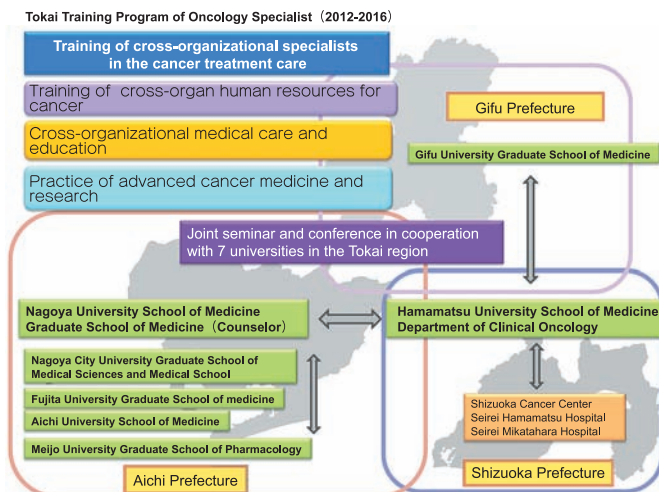 Tokai Training Program of Oncology Specialist（2012-2016）
Training of cross-organizational specialists
in the cancer treatment care
Training of cross-organ human resources for
cancer
Cross-organizational medical care and
education
Practice of advanced cancer medicine and
research
Gifu Prefecture
Gifu University Graduate School of Medicine
Joint seminar and conference in cooperation
with 7 universities in the Tokai region
Nagoya University School of Medicine
Graduate School of Medicine（Counselor）
Hamamatsu University School of Medicine
Department of Clinical Oncology
Nagoya City University Graduate School of
Medical Sciences and Medical School
Fujita University Graduate School of medicine
Aichi University School of Medicine
Meijo University Graduate School of Pharmacology
Aichi Prefecture
Shizuoka Cancer Center
Seirei Hamamatsu Hospital
Seirei Mikatahara Hospital
Shizuoka Prefecture